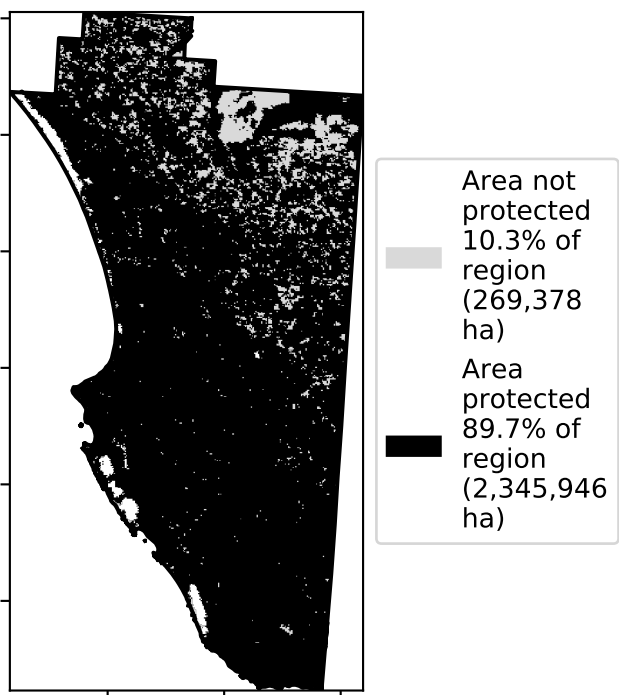 Area not
protected
10.3% of
region
(269,378
ha)
Area
protected
89.7% of
region
(2,345,946
ha)